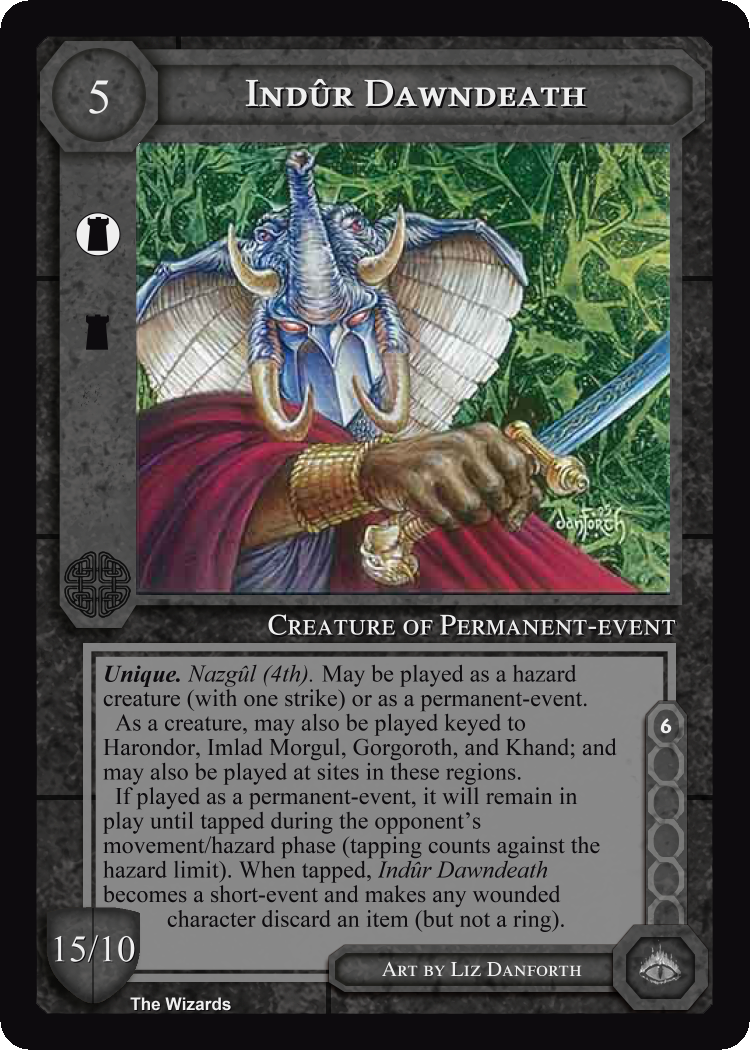 5
Indûr Dawndeath
danforth 95
Creature of Permanent-event
Unique. Nazgûl (4th). May be played as a hazard
creature (with one strike) or as a permanent-event.
As a creature, may also be played keyed to
Harondor, Imlad Morgul, Gorgoroth, and Khand; and
may also be played at sites in these regions.
If played as a permanent-event, it will remain in
play until tapped during the opponent's
movement/hazard phase (tapping counts against the
hazard limit). When tapped, Indûr Dawndeath
becomes a short-event and makes any wounded
character discard an item (but not a ring).
6
15/10
Art by Liz Danforth
The Wizards